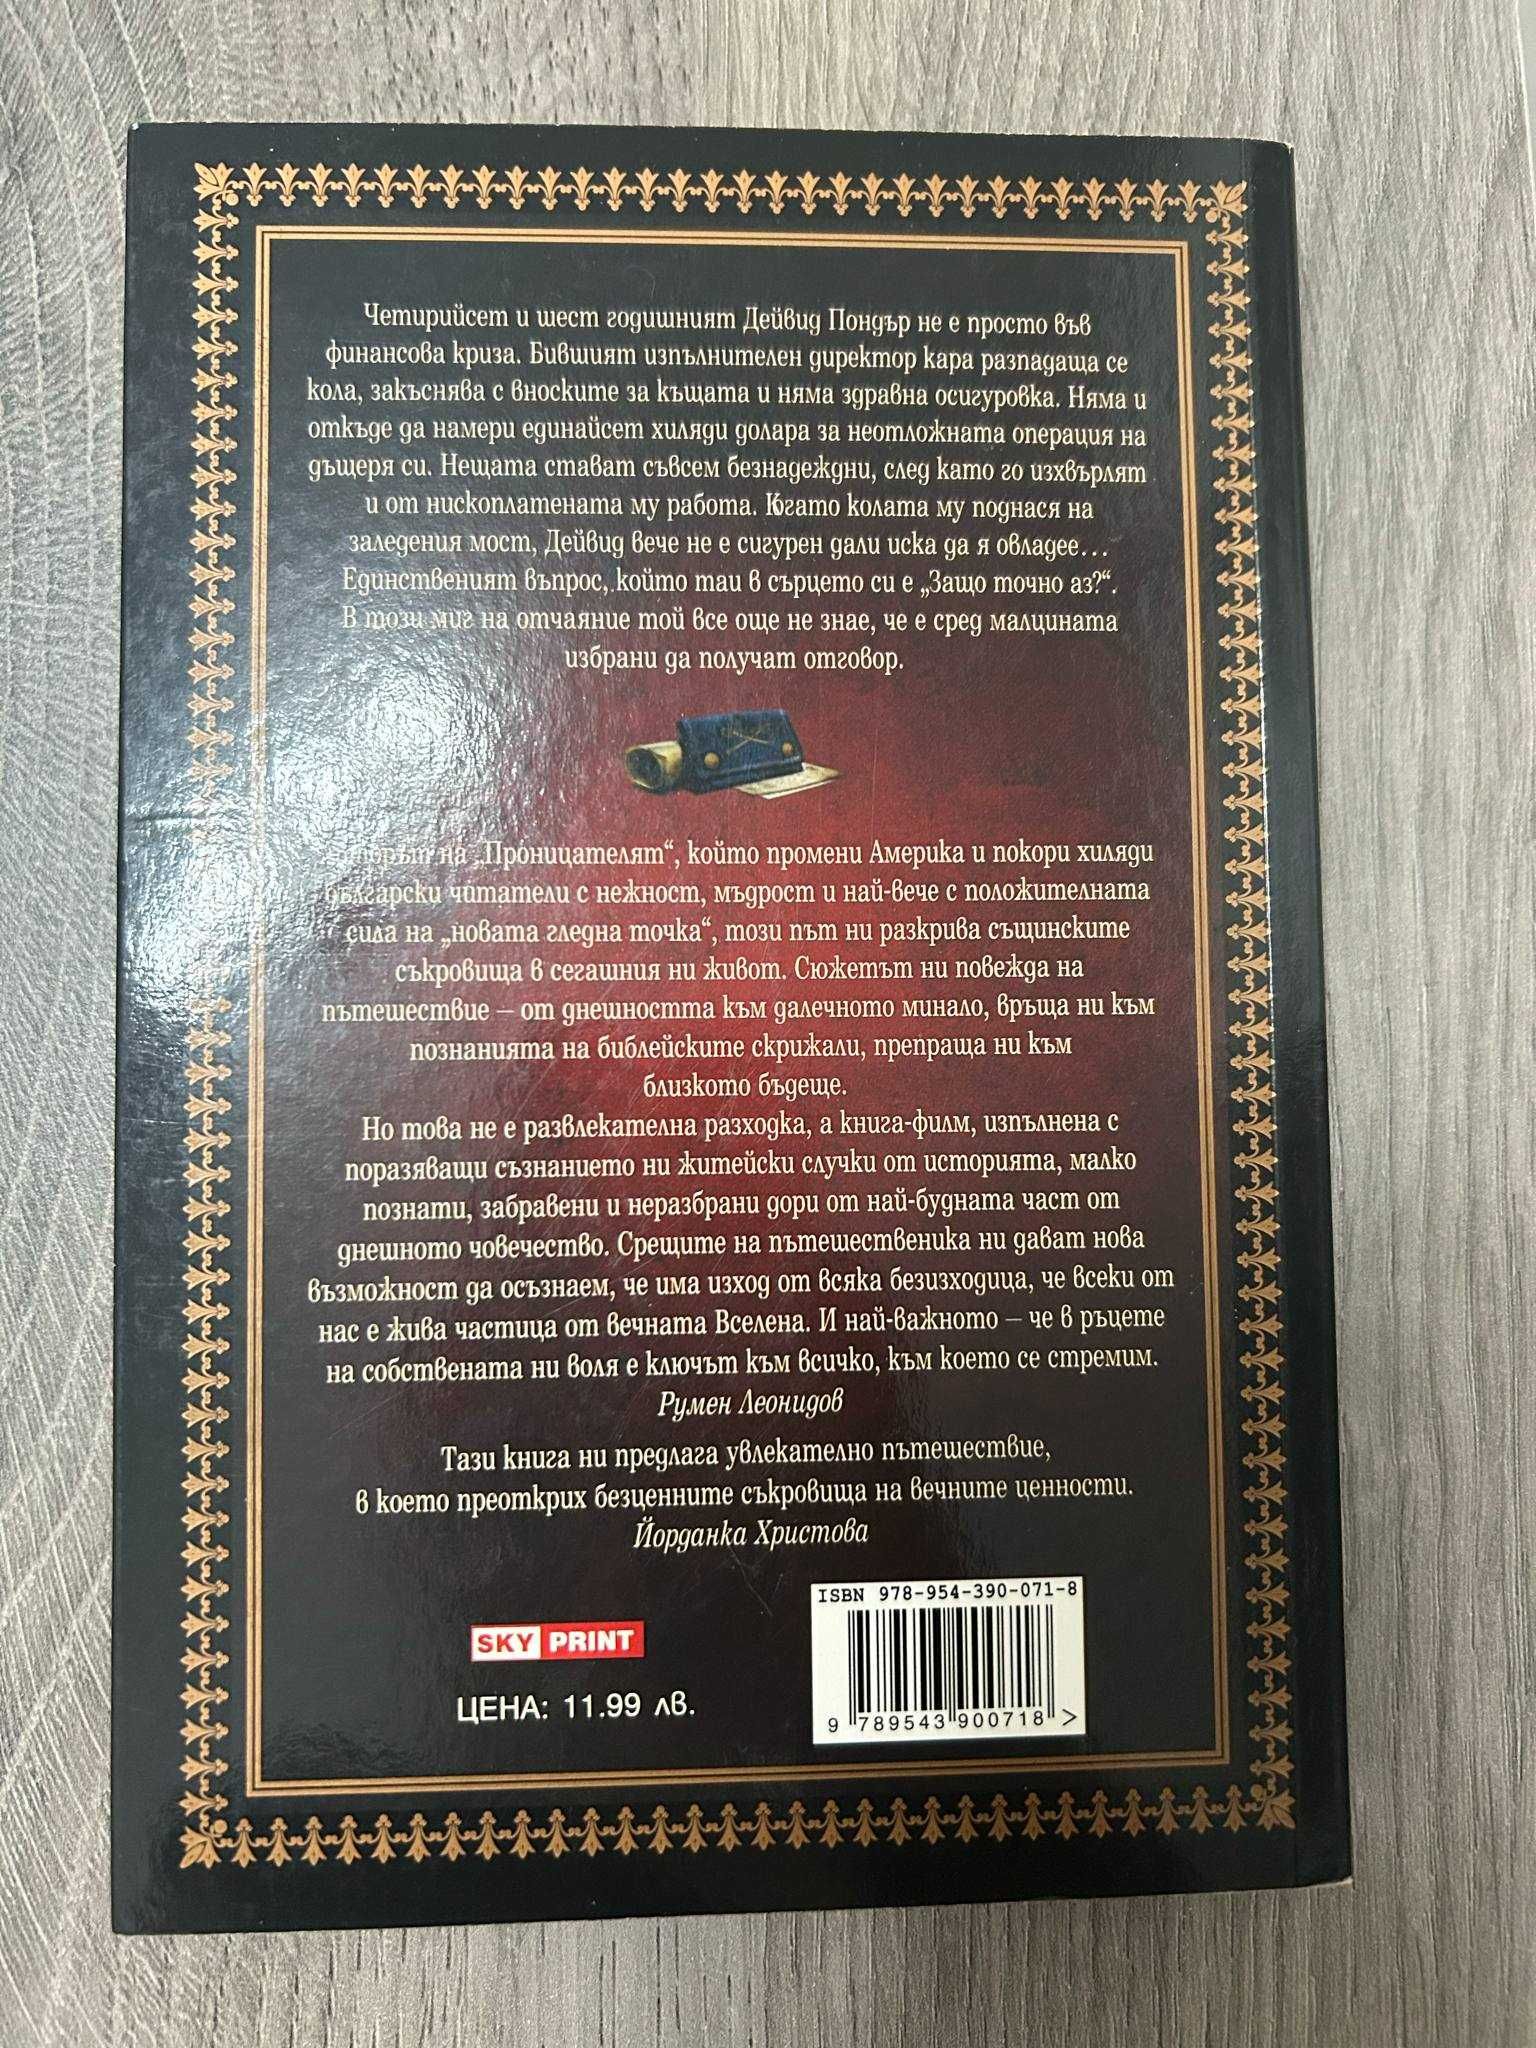 Четирийсет и шест годишният Дейвид Пондър не е просто във
финансова криза. Бившият изпълнителен директор кара разпадаща се
кола, закъснява с вноските за къщата и няма здравна осигуровка. Няма и
откъде да намери единайсет хиляди долара за неотложната операция на
дъщеря си. Нещата стават съвсем безнадеждни, след като го изхвърлят
и от нископлатената му работа. Когато колата му поднася на
заледения мост, Дейвид вече не е сигурен дали иска да я овладее...
Единственият въпрос, който таи в сърцето си е „Защо точно аз?“.
В този миг на отчаяние той все още не знае, че е сред малцината
избрани да получат отговор.
на „Проницателят“, който промени Америка и покори хиляди
български читатели с нежност, мъдрост и най-вече с положителната
сила на „новата гледна точка“, този път ни разкрива същинските
съкровища в сегашния ни живот. Сюжетът ни повежда на
пътешествие – от днешността към далечното минало, връща ни към
познанията на библейските скрижали, препраща ни към
близкото бъдеще.
Но това не е развлекателна разходка, а книга-филм, изпълнена с
поразяващи съзнанието ни житейски случки от историята, малко
познати, забравени и неразбрани дори от най-будната част от
днешното човечество. Срещите на пътешественика ни дават нова
възможност да осъзнаем, че има изход от всяка безизходица, че всеки от
нас е жива частица от вечната Вселена. И най-важното – че в ръцете
на собствената ни воля е ключът към всичко, към което се стремим.
Румен Леонидов
Тази книга ни предлага увлекателно пътешествие,
в което преоткрих безценните съкровища на вечните ценности.
Йорданка Христова
ISBN 978-954-390-071-8
SKY PRINT
ЦЕНА: 11.99 лв.
9 789543 900718 >